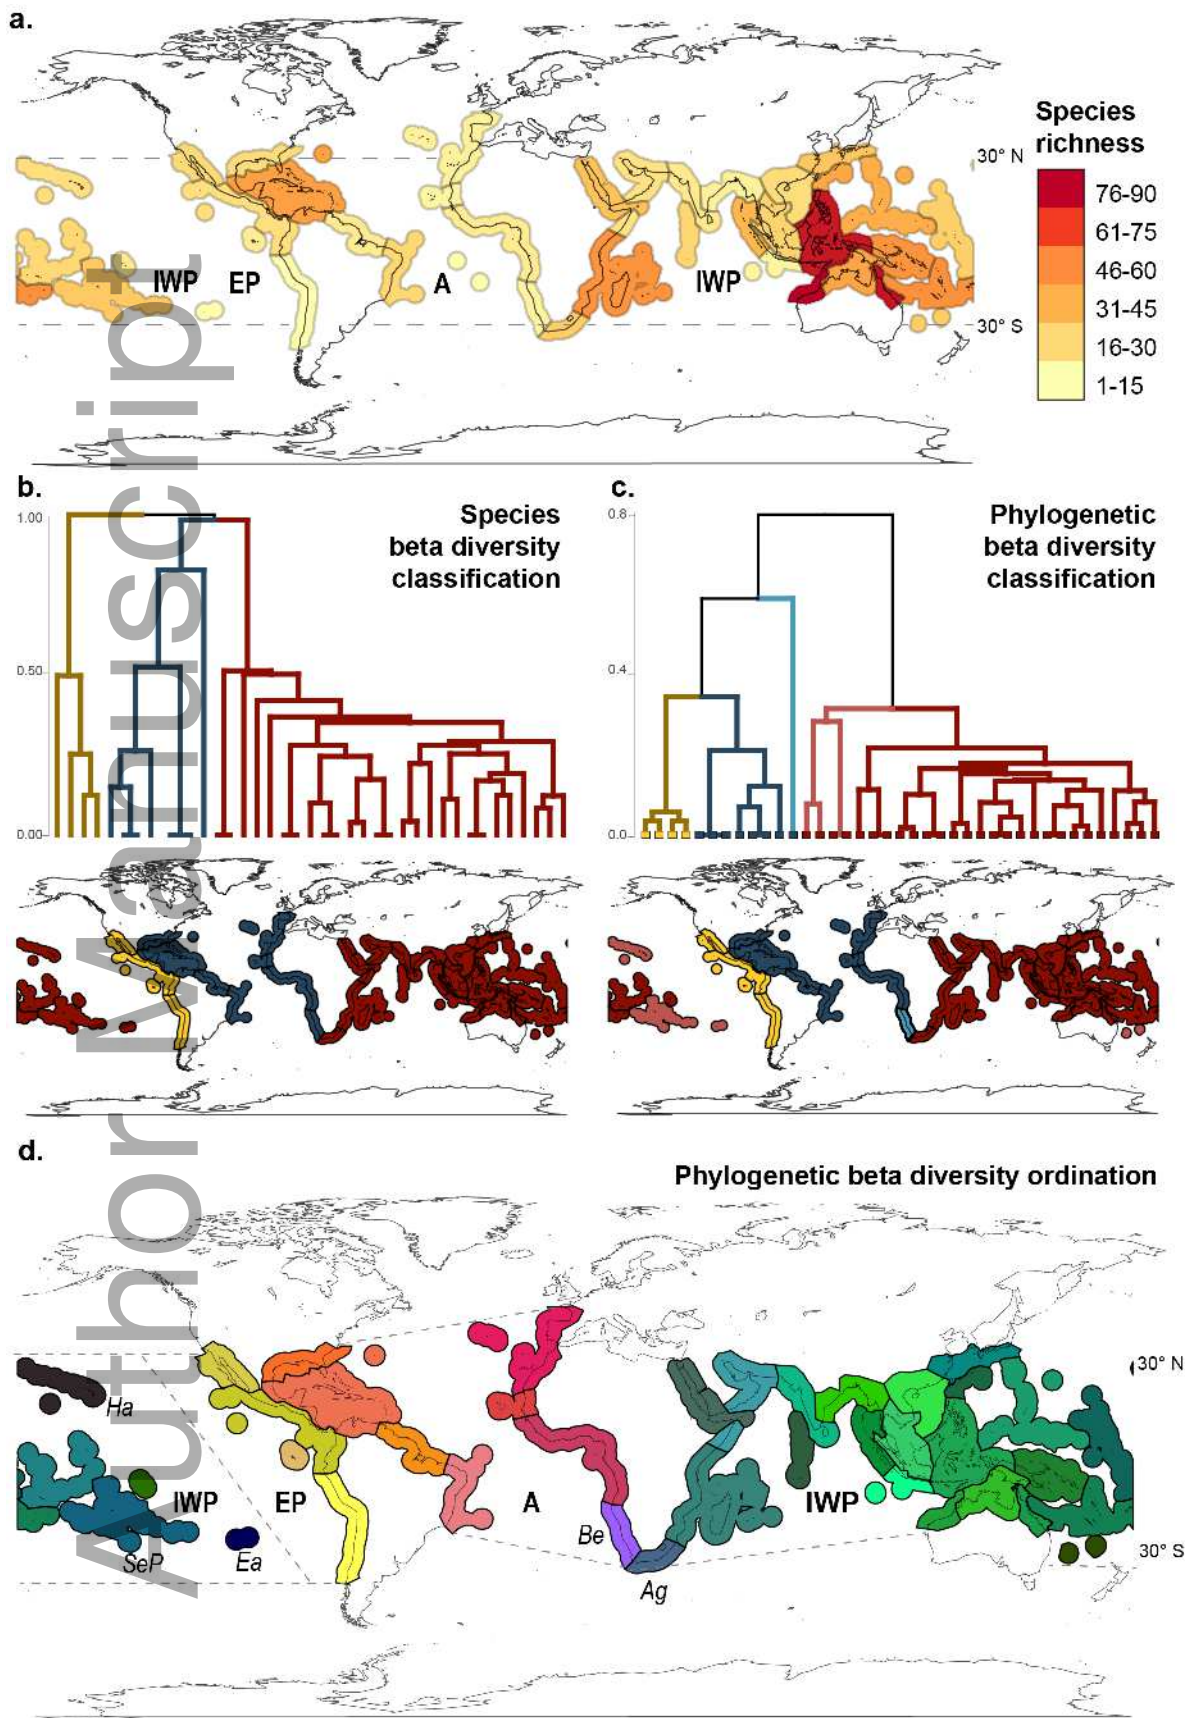 a.
Species
richness
30° N
76-90
61-75
46-60
31-45
16-30
1-15
IWP
EP
A
IWP
30° S
b.
Species
beta diversity
classification
1.00
0.50
0.00
c.
Phylogenetic
beta diversity
classification
0.8
0.4
0.0
d.
Phylogenetic beta diversity ordination
30° N
Ha
IWP
EP
A
IWP
Be
SeP
Ea
Ag
30° S
Author Manuscript